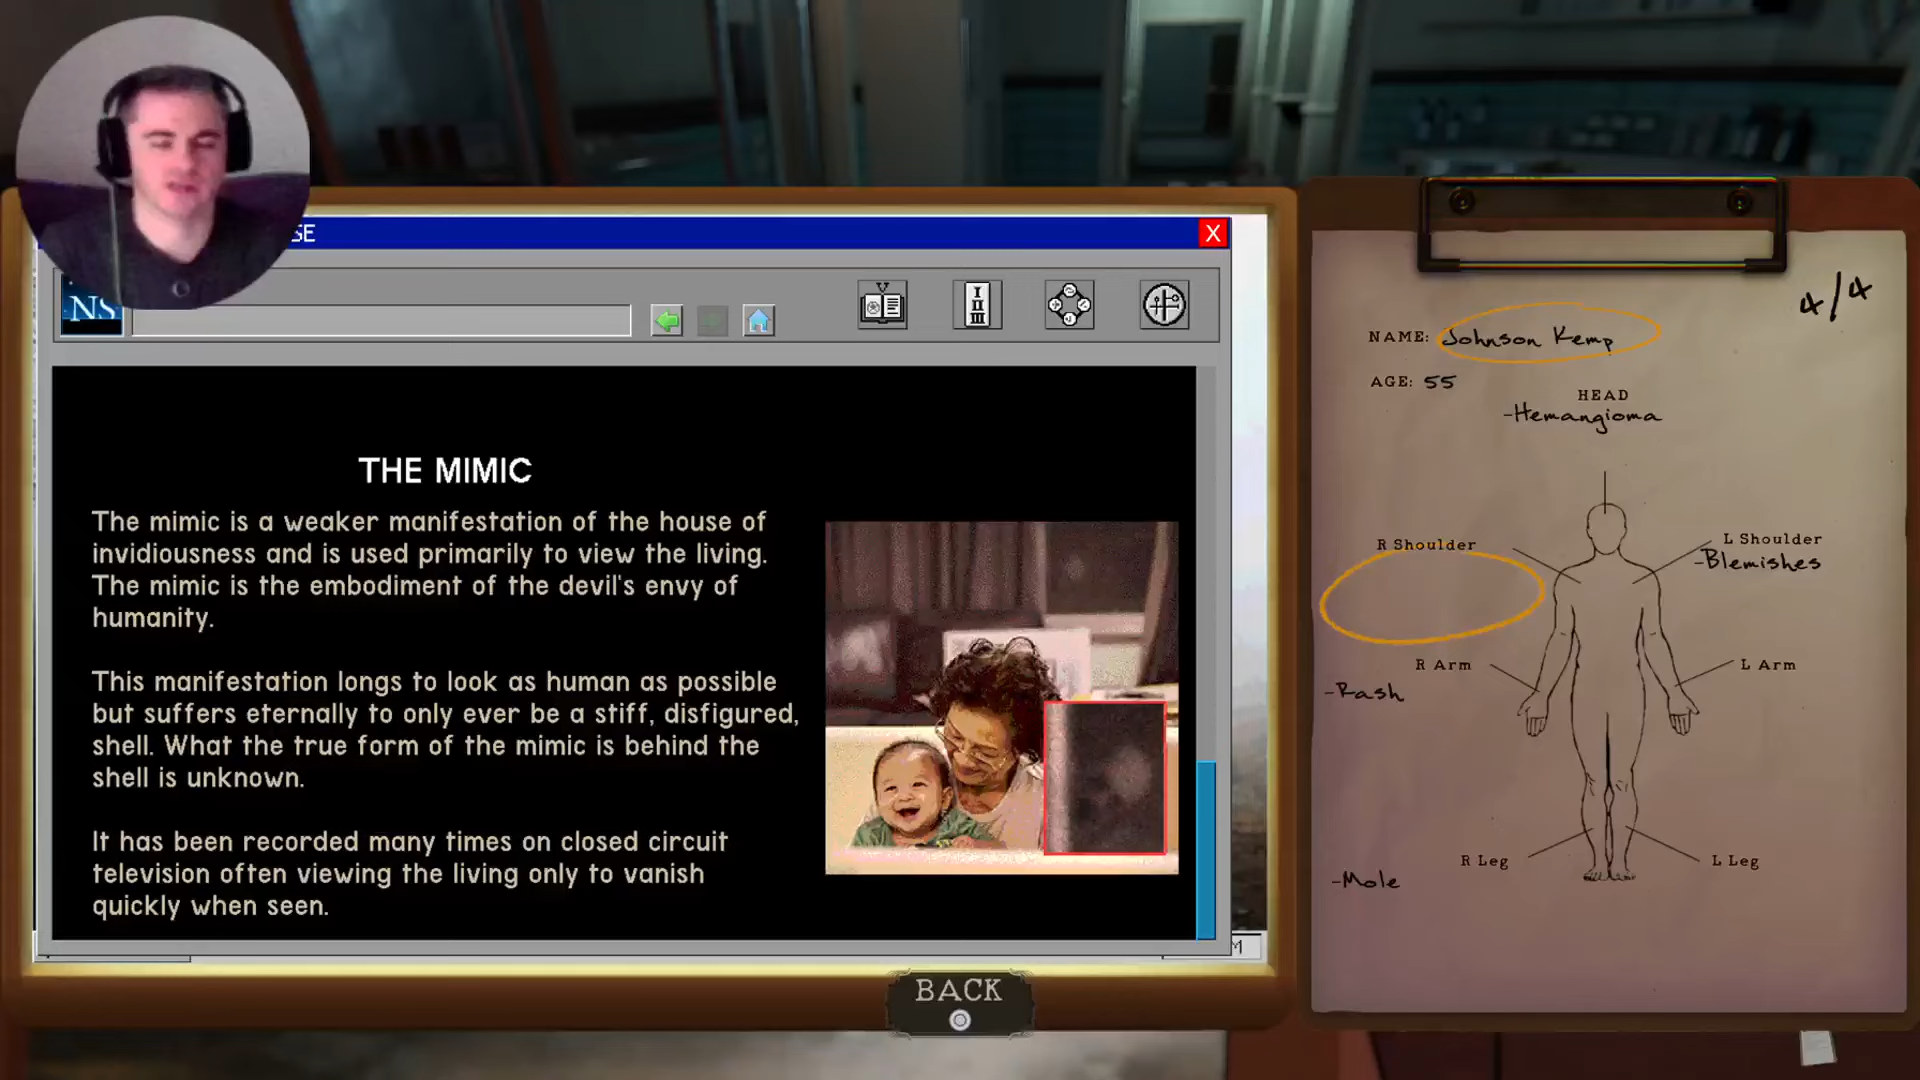 SE
X
NS
THE MIMIC
The mimic is a weaker manifestation of the house of
invidiousness and is used primarily to view the living.
The mimic is the embodiment of the devil's envy of
humanity.
This manifestation longs to look as human as possible
but suffers eternally to only ever be a stiff, disfigured,
shell. What the true form of the mimic is behind the
shell is unknown.
It has been recorded many times on closed circuit
television often viewing the living only to vanish
quickly when seen.
BACK
4/4
NAME: Johnson Kemp
AGE: 55
HEAD
-Hemangioma
R Shoulder
L Shoulder
-Blemishes
R Arm
L Arm
-Rash
R Leg
L Leg
-Mole